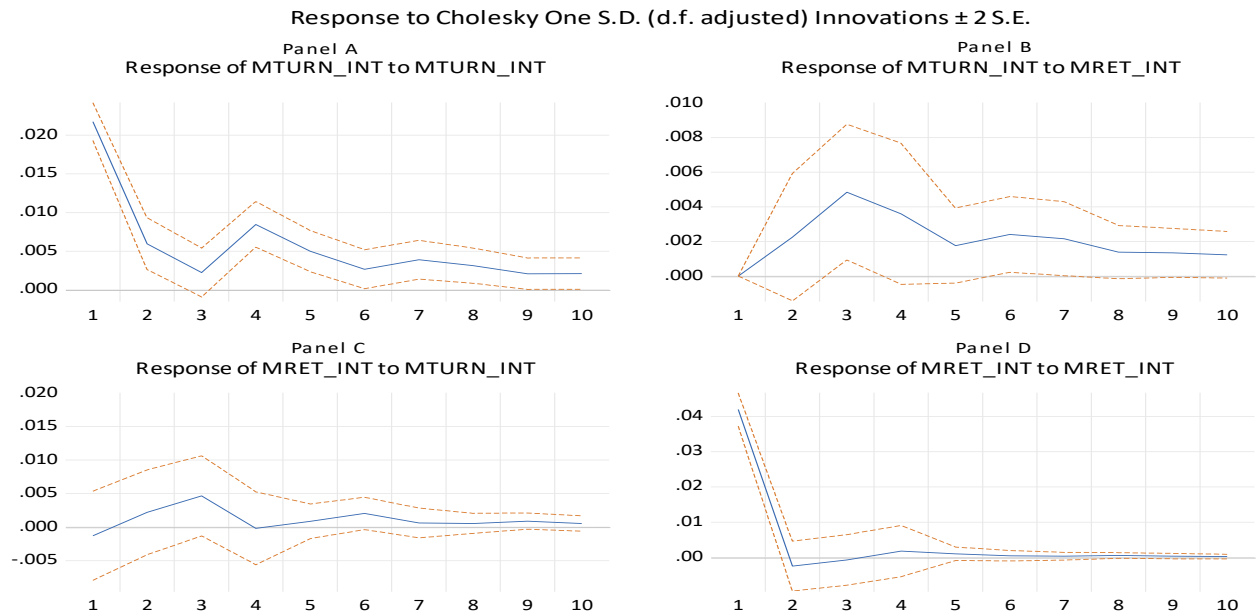 Response to Cholesky One S.D. (d.f. adjusted) Innovations ± 2 S.E.
Panel A
Response of MTURN_INT to MTURN_INT
.020
.015
.010
.005
.000
1 2 3 4 5 6 7 8 9 10
Panel B
Response of MTURN_INT to MRET_INT
.010
.008
.006
.004
.002
.000
1 2 3 4 5 6 7 8 9 10
Panel C
Response of MRET_INT to MTURN_INT
.020
.015
.010
.005
.000
-.005
1 2 3 4 5 6 7 8 9 10
Panel D
Response of MRET_INT to MRET_INT
.04
.03
.02
.01
.00
1 2 3 4 5 6 7 8 9 10